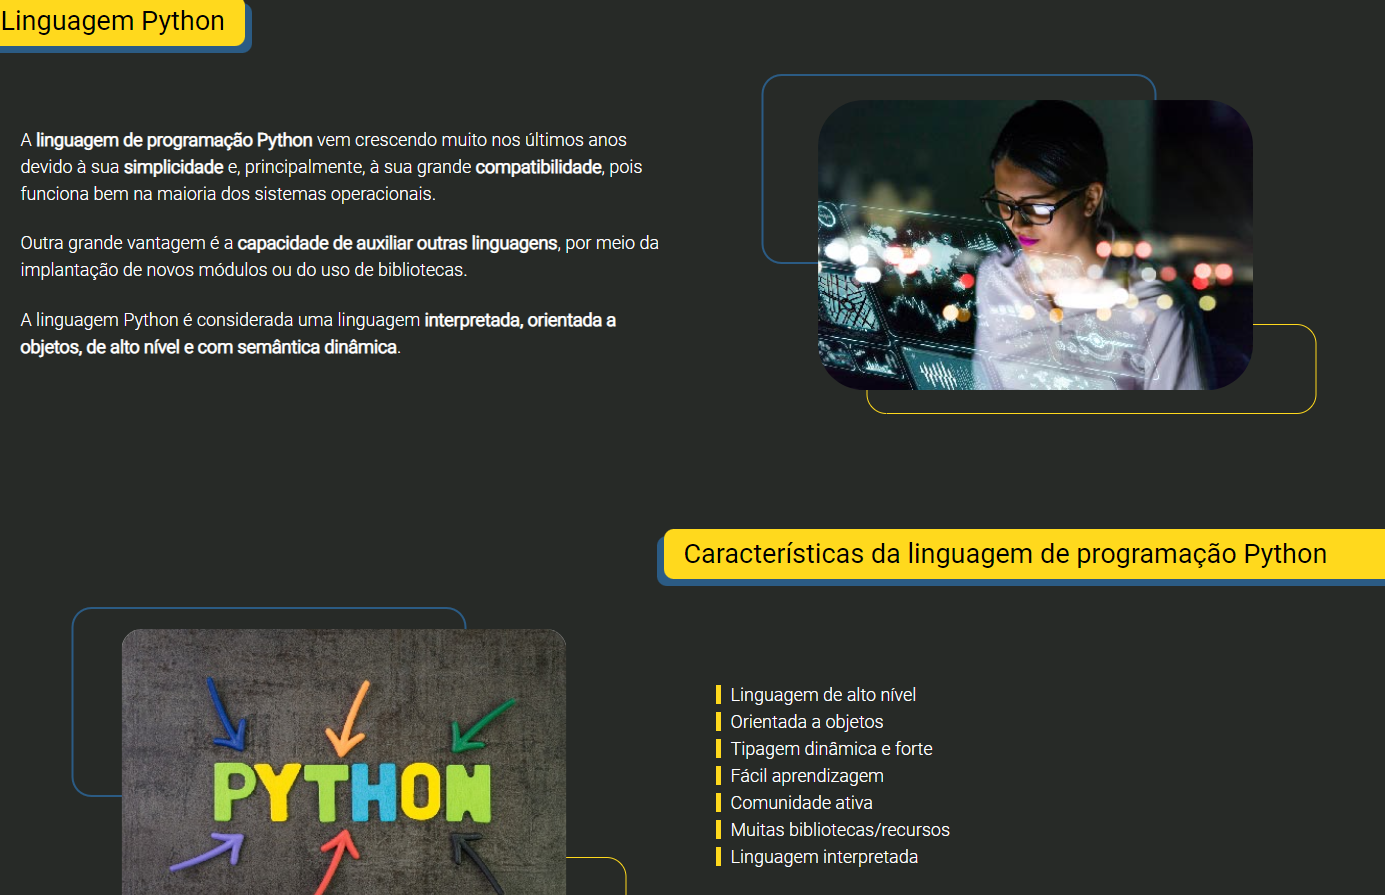 Linguagem Python
A linguagem de programação Python vem crescendo muito nos últimos anos
devido à sua simplicidade e, principalmente, à sua grande compatibilidade, pois
funciona bem na maioria dos sistemas operacionais.
Outra grande vantagem é a capacidade de auxiliar outras linguagens, por meio da
implantação de novos módulos ou do uso de bibliotecas.
A linguagem Python é considerada uma linguagem interpretada, orientada a
objetos, de alto nível e com semântica dinâmica.
Características da linguagem de programação Python
PYTHON
Linguagem de alto nível
Orientada a objetos
Tipagem dinâmica e forte
Fácil aprendizagem
Comunidade ativa
Muitas bibliotecas/recursos
Linguagem interpretada